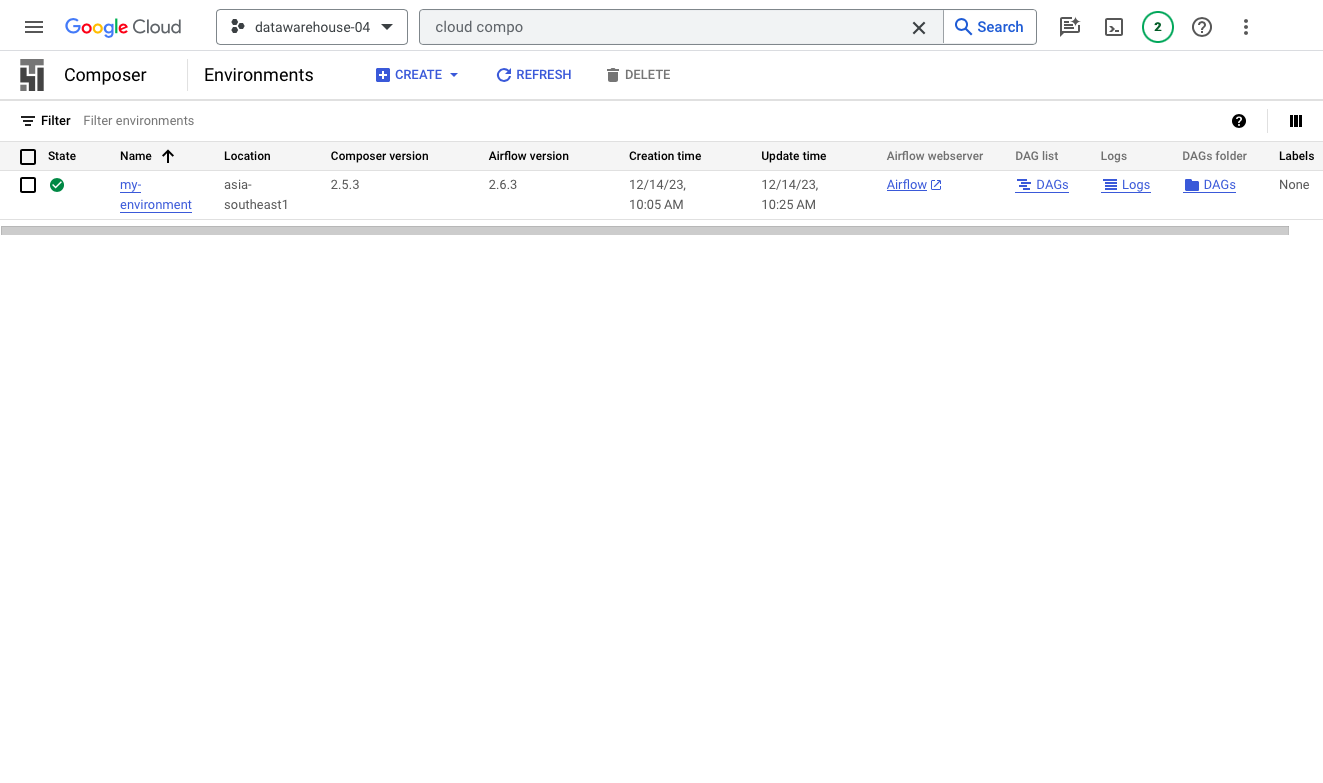 Google Cloud
datawarehouse-04
cloud compo
Search
2
Composer
Environments
CREATE
REFRESH
DELETE
Filter Filter environments
State Name Location Composer version Airflow version Creation time Update time Airflow webserver DAG list Logs DAGs folder Labels
my- asia- 2.5.3 2.6.3 12/14/23, 12/14/23, Airflow DAGs Logs DAGs None
environment southeast1 10:05 AM 10:25 AM